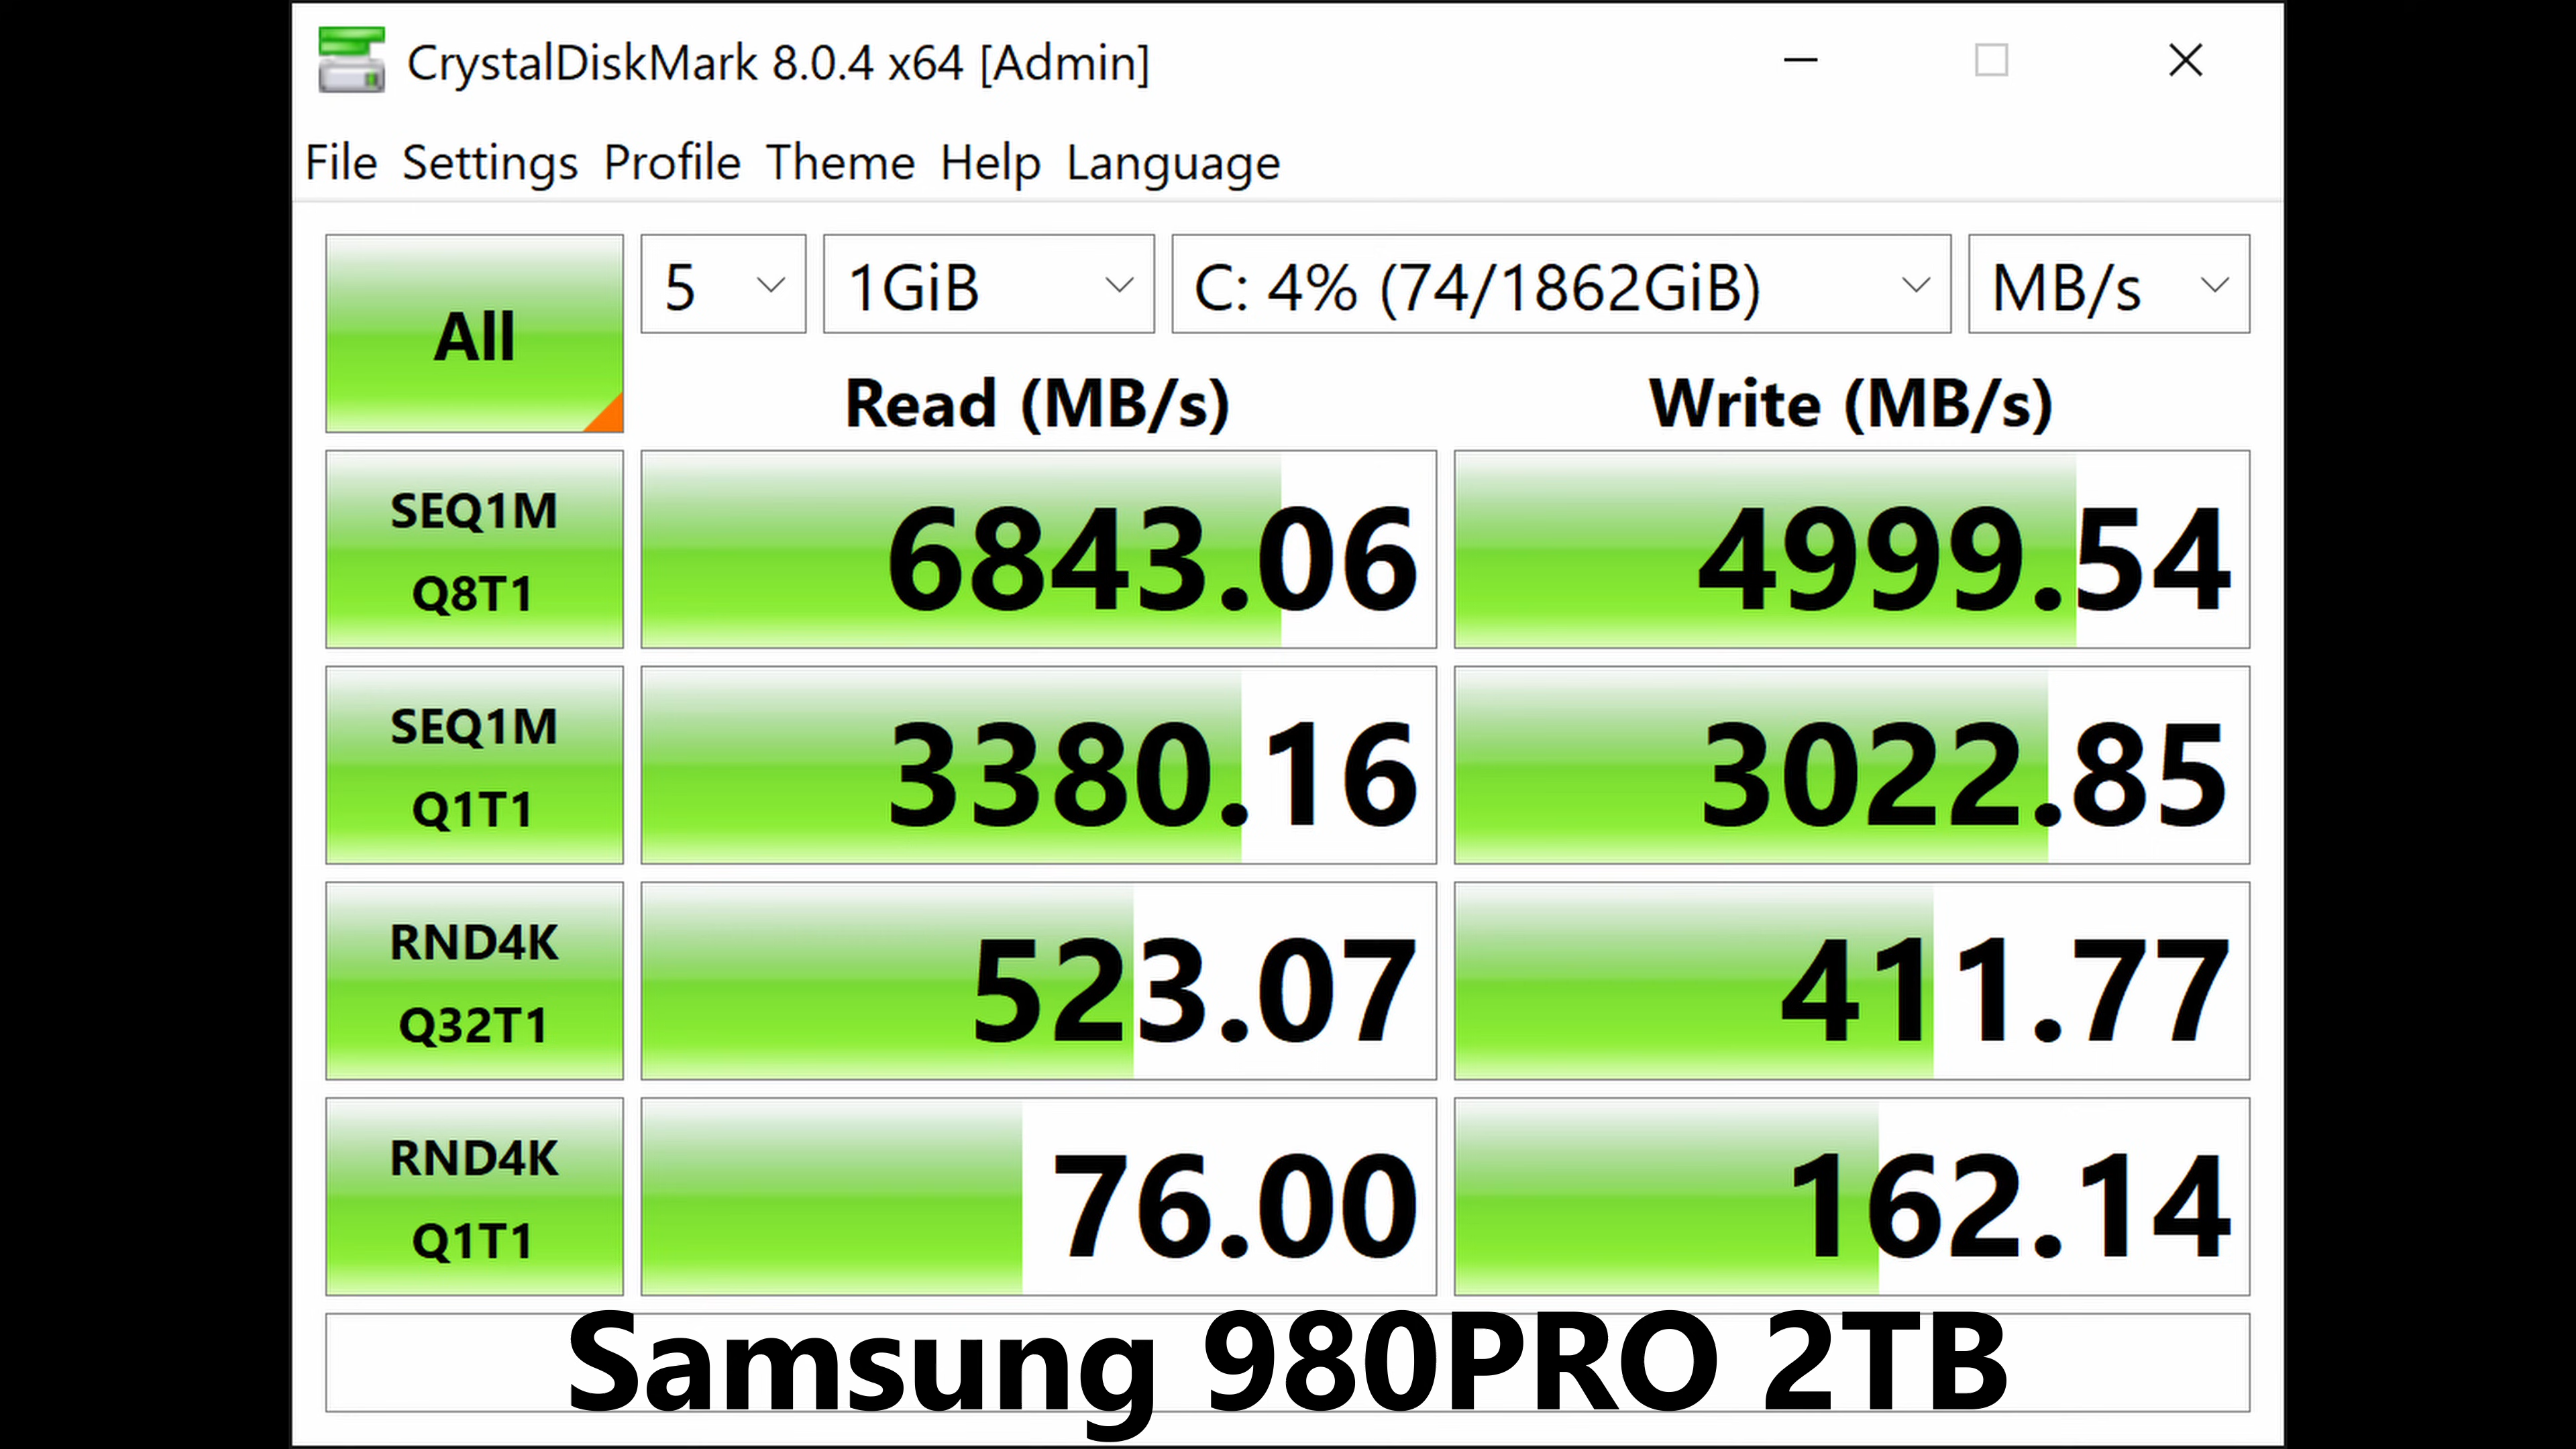 CrystalDiskMark 8.0.4 x64 [Admin]
File Settings Profile Theme Help Language
All 5 1GiB C: 4% (74/1862GiB) MB/s
Read (MB/s) Write (MB/s)
SEQ1M
Q8T1
6843.06 4999.54
SEQ1M
Q1T1
3380.16 3022.85
RND4K
Q32T1
523.07 411.77
RND4K
Q1T1
76.00 162.14
Samsung 980PRO 2TB